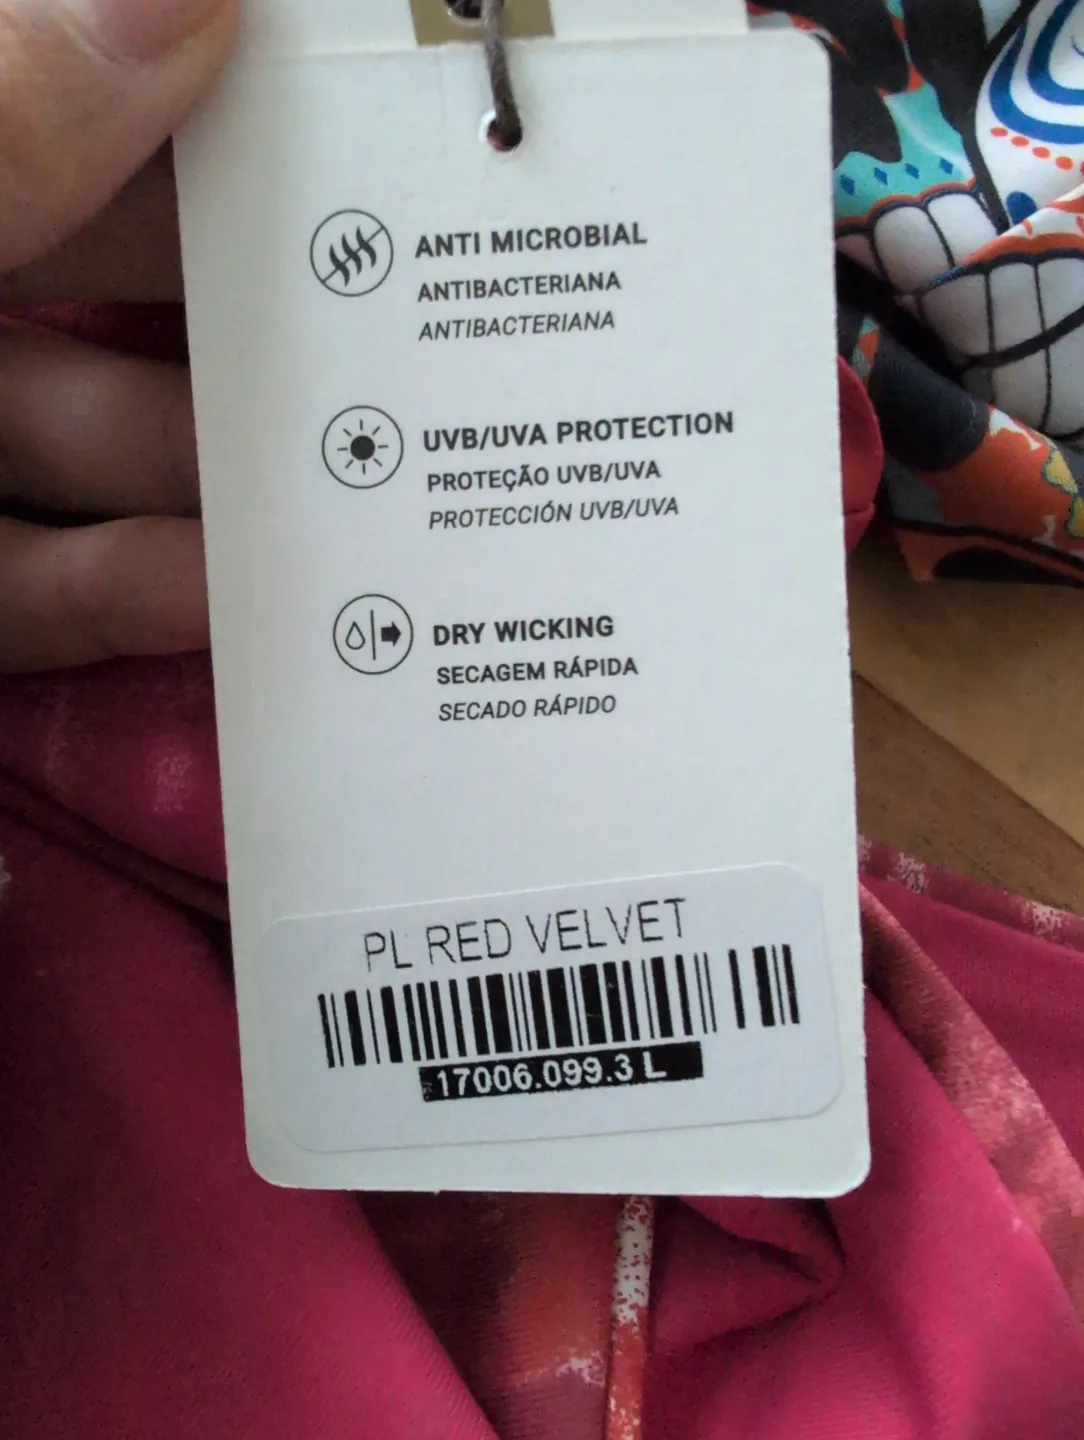 ANTI MICROBIAL
ANTIBACTERIANA
ANTIBACTERIANA
UVB/UVA PROTECTION
PROTEÇÃO UVB/UVA
PROTECCIÓN UVB/UVA
DRY WICKING
SECAGEM RÁPIDA
SECADO RÁPIDO
PL RED VELVET
17006.099.3 L